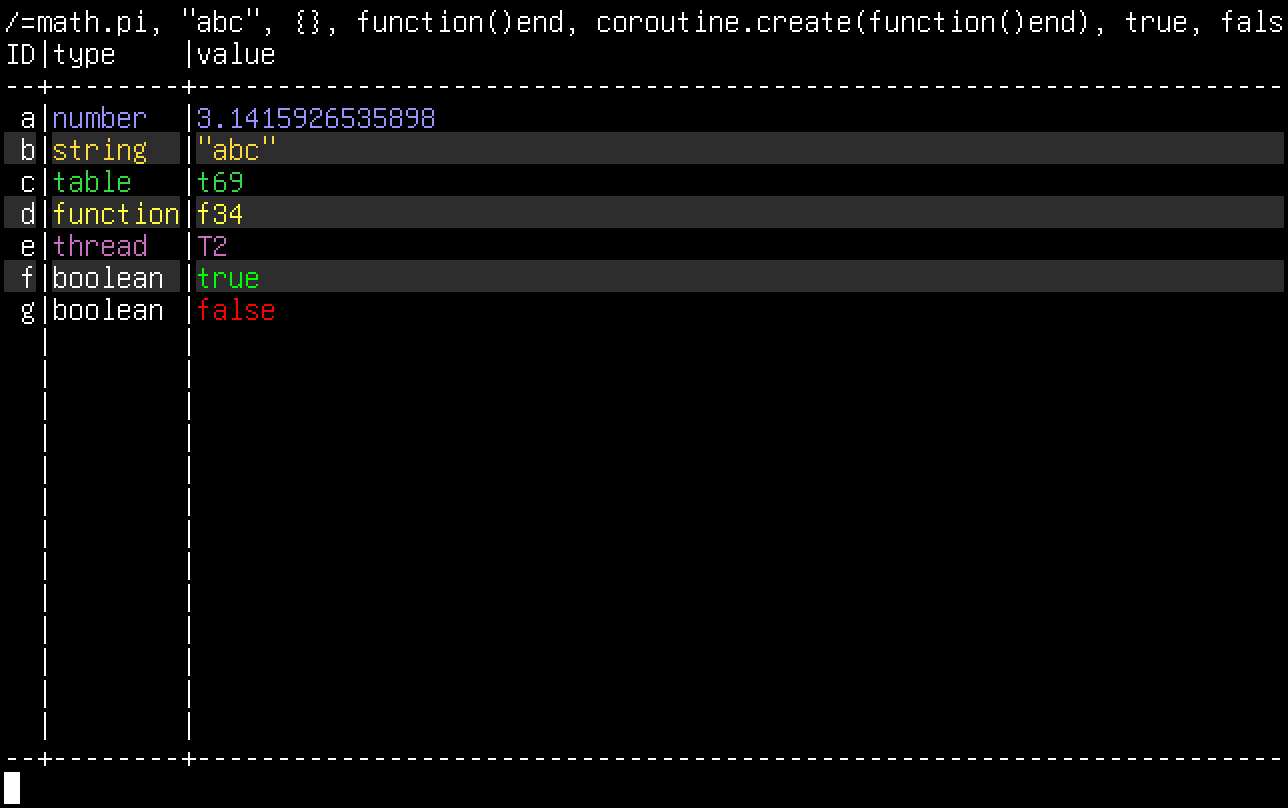 /=math.pi, "abc", {}, function()end, coroutine.create(function()end), true, fals
ID|type    |value
--+--------+---------------------------------------------------------------------
 a|number  |3.1415926535898
 b|string  |"abc"
 c|table   |t69
 d|function|f34
 e|thread  |T2
 f|boolean |true
 g|boolean |false
  |        |
  |        |
  |        |
  |        |
  |        |
  |        |
  |        |
  |        |
  |        |
  |        |
  |        |
  |        |
  |        |
--+--------+---------------------------------------------------------------------